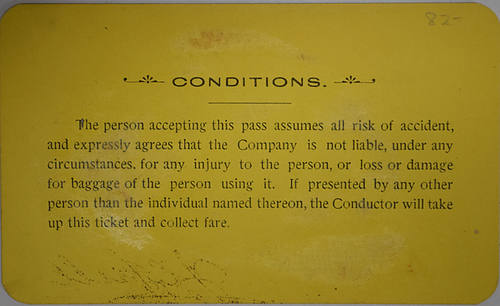 82-
CONDITIONS.
The person accepting this pass assumes all risk of accident,
and expressly agrees that the Company is not liable, under any
circumstances, for any injury to the person, or loss or damage
for baggage of the person using it. If presented by any other
person than the individual named thereon, the Conductor will take
up this ticket and collect fare.